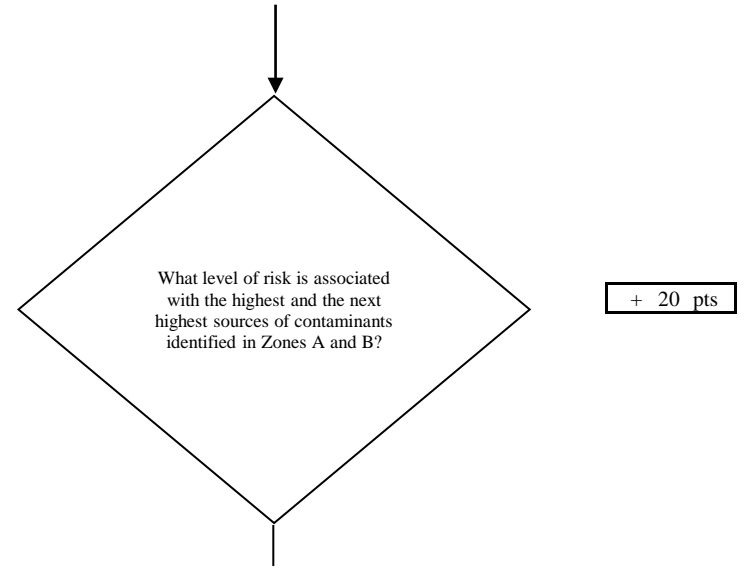 What level of risk is associated
with the highest and the next
highest sources of contaminants
identified in Zones A and B?
+ 20 pts